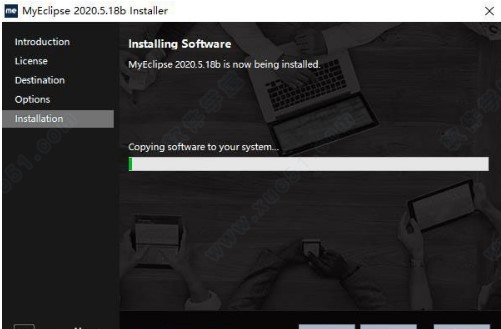 me MyEclipse 2020.5.18b Installer
Introduction
License
Destination
Options
Installation
Installing Software
MyEclipse 2020.5.18b is now being installed.
Copying software to your system...